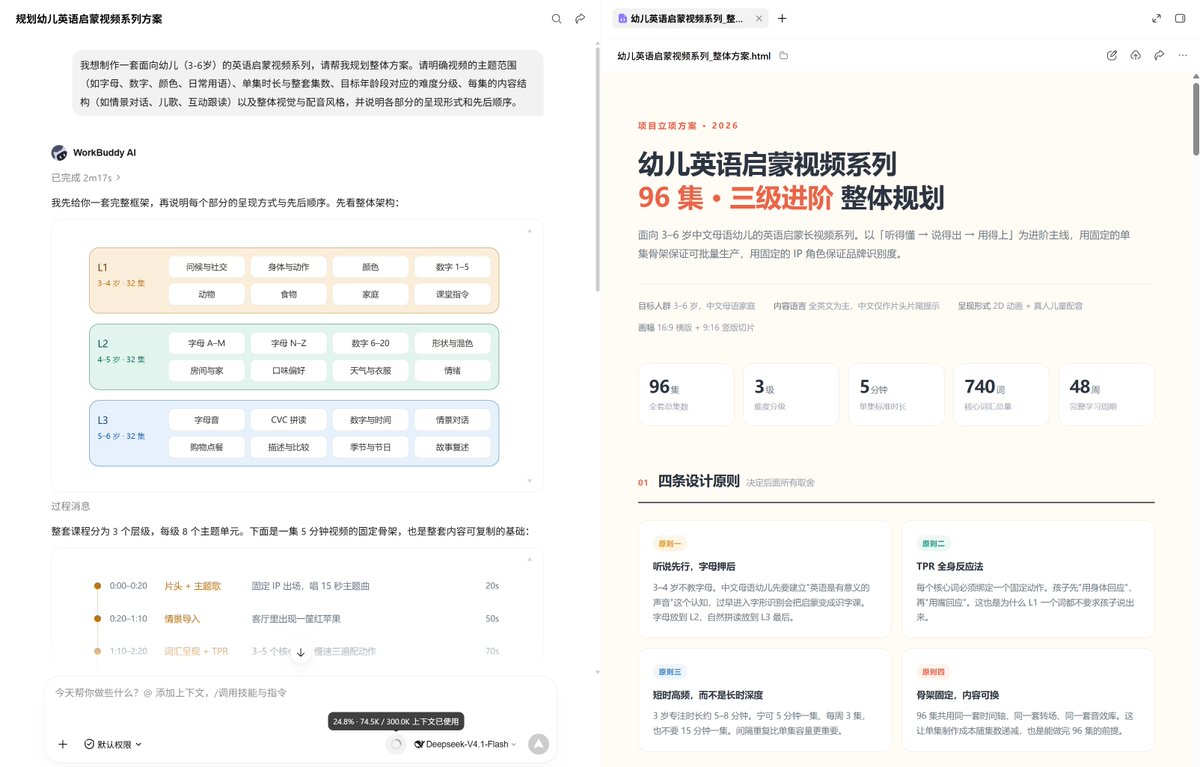 规划幼儿英语启蒙视频系列方案
我想制作一套面向幼儿（3-6岁）的英语启蒙视频系列，请帮我规划整体方案。请明确视频的主题范围
（如字母、数字、颜色、日常用语）、单集时长与整套集数、目标年龄段对应的难度分级、每集的内容结
构（如情景对话、儿歌、互动跟读）以及整体视觉与配音风格，并说明各部分的呈现形式和先后顺序。
WorkBuddy AI
已完成 2m17s >
我先给你一套完整框架，再说明每个部分的呈现方式与先后顺序。先看整体架构：
L1
3–4 岁 · 32 集
问候与社交 身体与动作 颜色 数字 1–5
动物 食物 家庭 课堂指令
L2
4–5 岁 · 32 集
字母 A–M 字母 N–Z 数字 6–20 形状与混色
房间与家 口味偏好 天气与衣服 情绪
L3
5–6 岁 · 32 集
字母音 CVC 拼读 数字与时间 情景对话
购物点餐 描述与比较 季节与节日 故事复述
过程消息
整套课程分为 3 个层级，每级 8 个主题单元。下面是一集 5 分钟视频的固定骨架，也是整套内容可复制的基础：
0:00–0:20 片头 + 主题歌 固定 IP 出场，唱 15 秒主题曲 20s
0:20–1:10 情景导入 客厅里出现一筐红苹果 50s
1:10–2:20 词汇呈现 + TPR 3–5 个核 慢速三遍配动作 70s
今天帮你做些什么？@ 添加上下文，/调用技能与指令
24.8% · 74.5K / 300.0K 上下文已使用
默认权限
Deepseek-V4.1-Flash
幼儿英语启蒙视频系列_整...
幼儿英语启蒙视频系列_整体方案.html
项目立项方案 • 2026
幼儿英语启蒙视频系列
96 集 · 三级进阶 整体规划
面向 3–6 岁中文母语幼儿的英语启蒙长视频系列。以「听得懂 → 说得出 → 用得上」为进阶主线，用固定的单
集骨架保证可批量生产，用固定的 IP 角色保证品牌识别度。
目标人群 3–6 岁，中文母语家庭 内容语言 全英文为主，中文仅作片头片尾提示 呈现形式 2D 动画 + 真人儿童配音
画幅 16:9 横版 + 9:16 竖版切片
96集
全套总集数
3级
难度分级
5分钟
单集标准时长
740词
核心词汇总量
48周
完整学习周期
01 四条设计原则 决定后面所有取舍
原则一
听说先行，字母押后
3–4 岁不教字母。中文母语幼儿先要建立"英语是有意义的
声音"这个认知，过早进入字形识别会把启蒙变成识字课。
字母放到 L2，自然拼读放到 L3 最后。
原则二
TPR 全身反应法
每个核心词必须绑定一个固定动作。孩子先"用身体回应"，
再"用嘴回应"。这也是为什么 L1 一个词都不要求孩子说出
来。
原则三
短时高频，而不是长时深度
3 岁专注时长约 5–8 分钟。宁可 5 分钟一集、每周 3 集，
也不要 15 分钟一集。间隔重复比单集容量更重要。
原则四
骨架固定，内容可换
96 集共用同一套时间轴、同一套转场、同一套音效库。这
让单集制作成本随集数递减，也是能做完 96 集的前提。